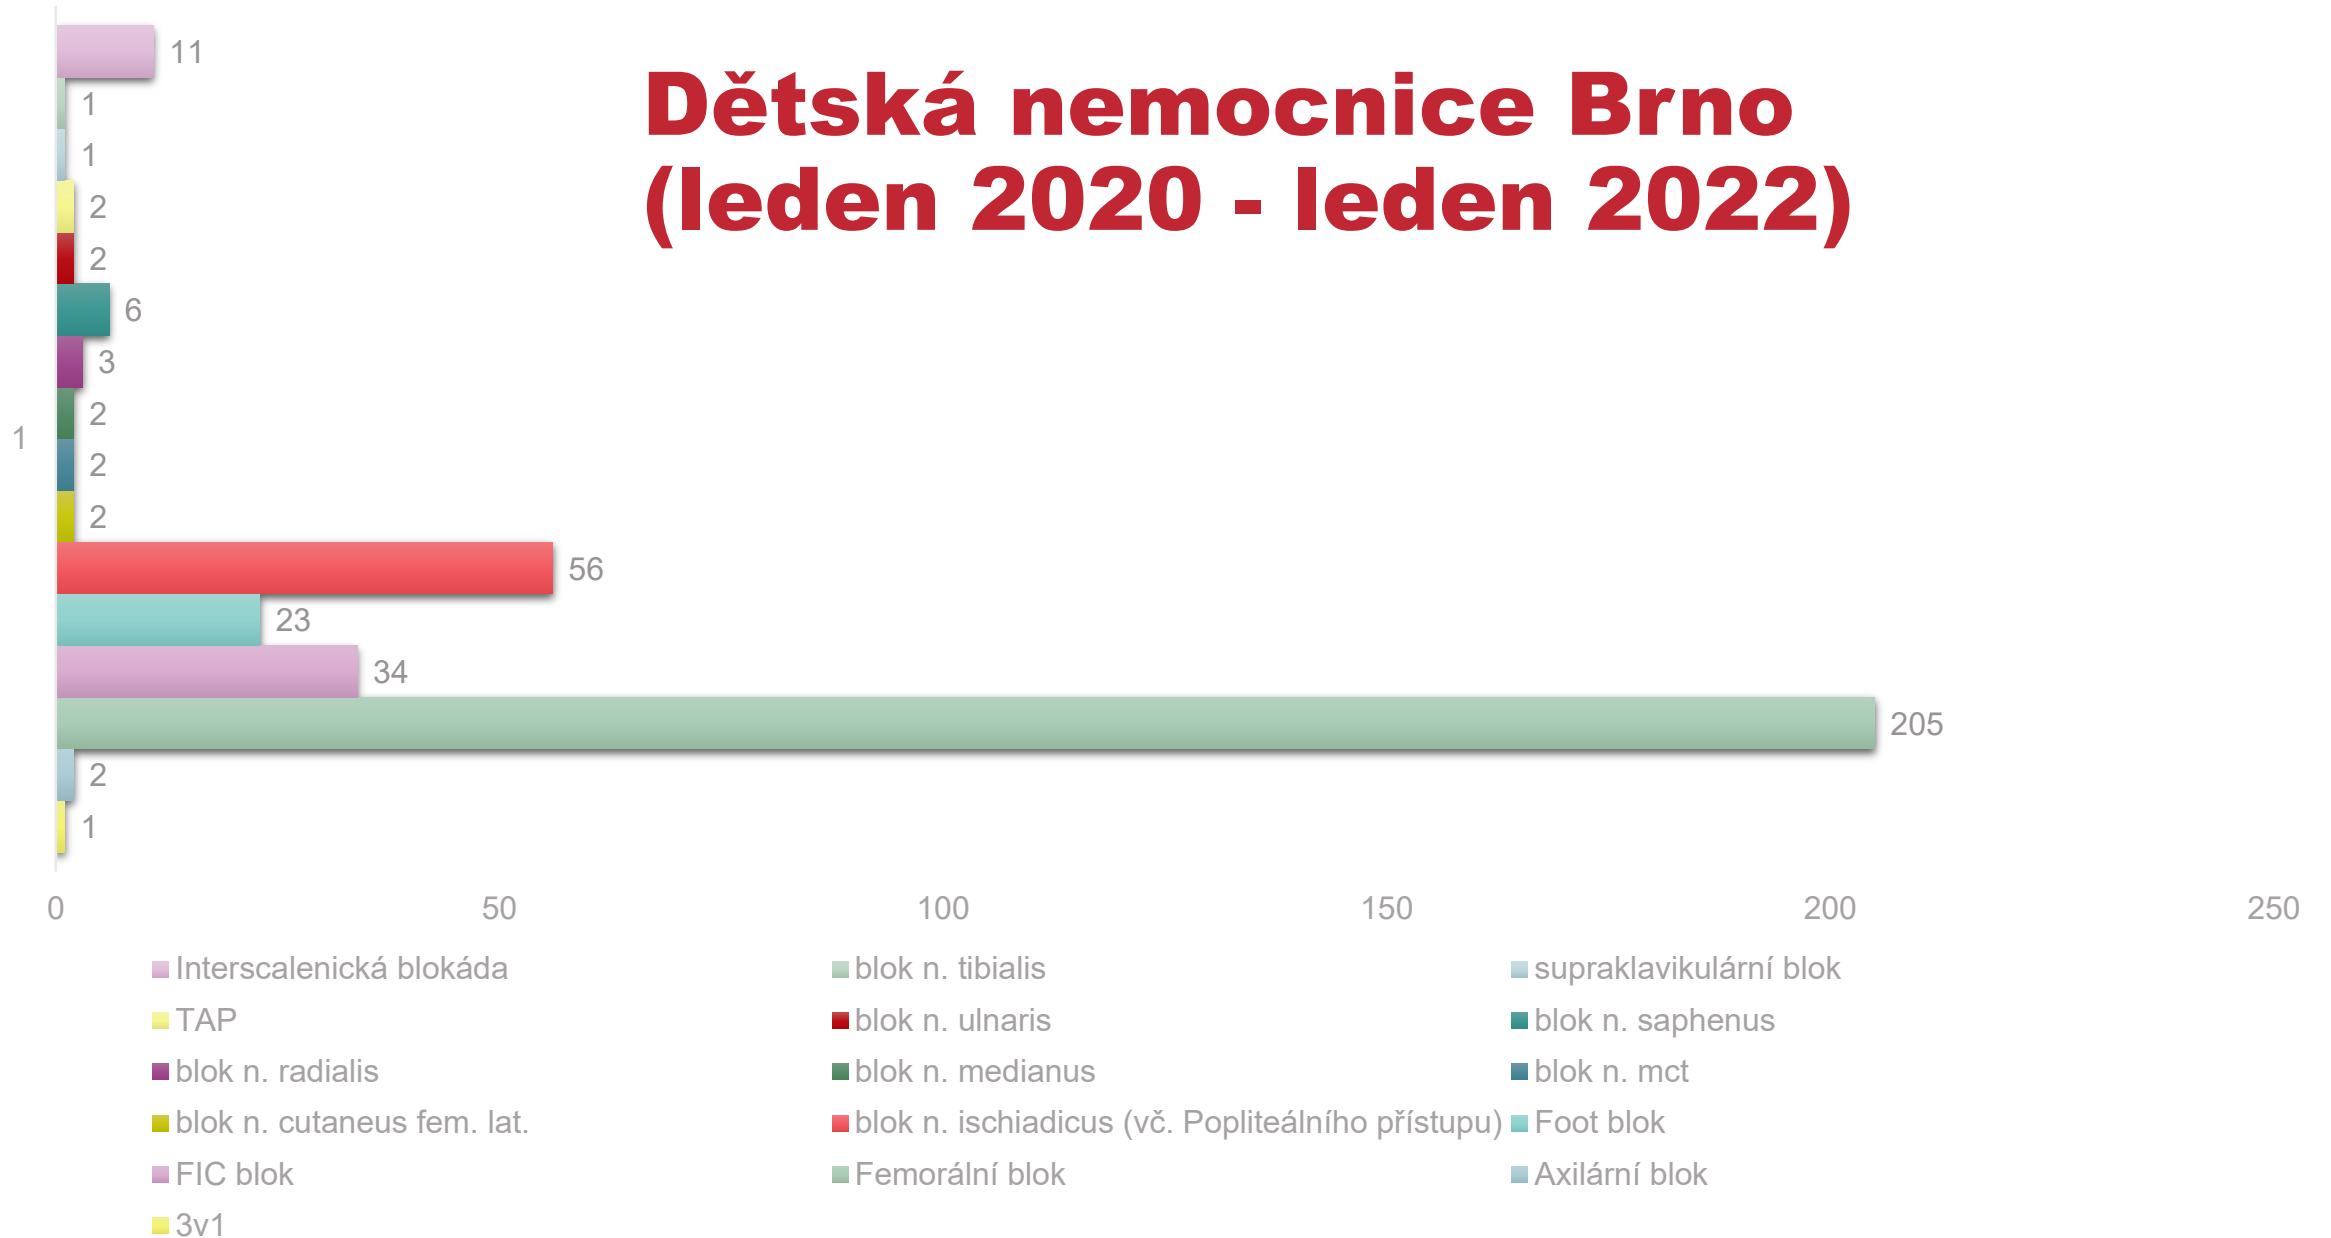 11
1
Dětská nemocnice Brno
1
(leden 2020 - leden 2022)
2
2
6
3
2
1
2
2
56
23
34
205
2
1
0 50 100 150 200 250
Interscalenická blokáda blok n. tibialis supraklavikulární blok
TAP blok n. ulnaris blok n. saphenus
blok n. radialis blok n. medianus blok n. mct
blok n. cutaneus fem. lat. blok n. ischiadicus (vč. Popliteálního přístupu) Foot blok
FIC blok Femorální blok Axilární blok
3v1